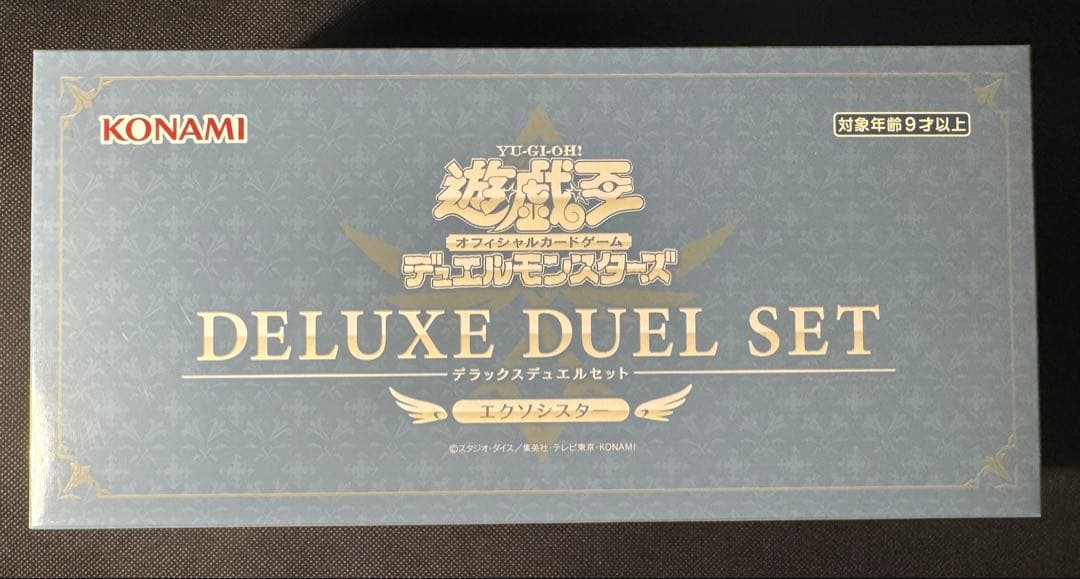 KONAMI
対象年齢9才以上
YU-GI-OH!
遊戯王
オフィシャルカードゲーム
デュエルモンスターズ
DELUXE DUEL SET
デラックスデュエルセット
エクソシスター
©スタジオ・ダイス/集英社・テレビ東京・KONAMI